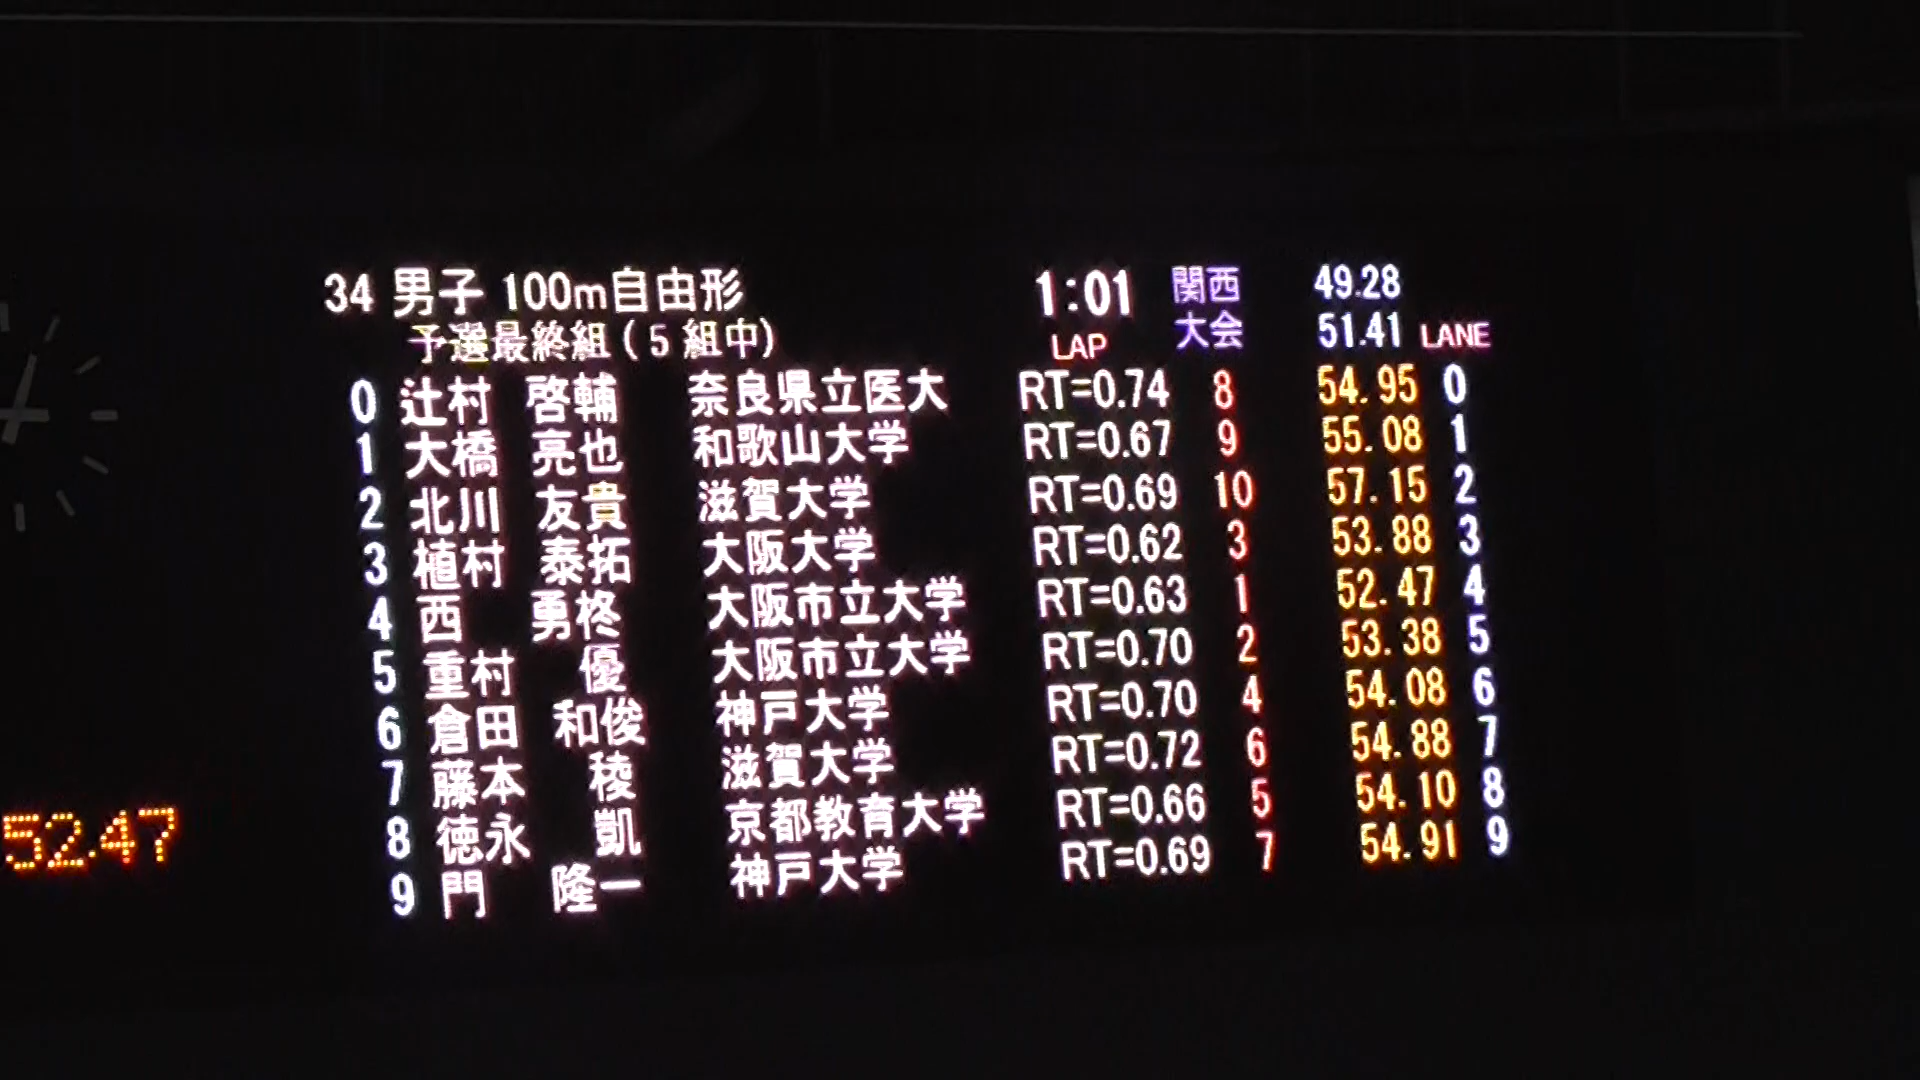 34 男子 100m自由形 1:01 関西 49.28
予選最終組(5組中) LAP 大会 51.41 LANE
0 辻村 啓輔 奈良県立医大 RT=0.74 8 54.95 0
1 大橋 亮也 和歌山大学 RT=0.67 9 55.08 1
2 北川 友貴 滋賀大学 RT=0.69 10 57.15 2
3 植村 泰拓 大阪大学 RT=0.62 3 53.88 3
4 西 勇柊 大阪市立大学 RT=0.63 1 52.47 4
5 重村 優 大阪市立大学 RT=0.70 2 53.38 5
6 倉田 和俊 神戸大学 RT=0.70 4 54.08 6
7 藤本 稜 滋賀大学 RT=0.72 6 54.88 7
8 徳永 凱 京都教育大学 RT=0.66 5 54.10 8
9 門 隆一 神戸大学 RT=0.69 7 54.91 9
52.47